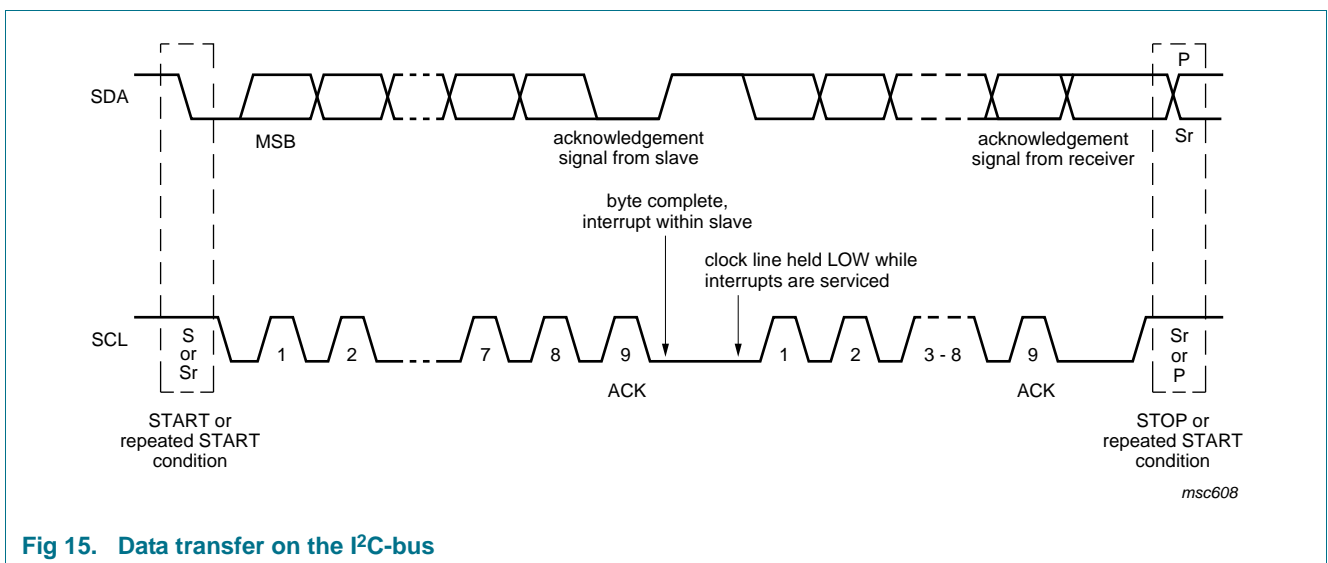 P
SDA
MSB
acknowledgement
signal from slave
acknowledgement
signal from receiver
Sr
byte complete,
interrupt within slave
clock line held LOW while
interrupts are serviced
SCL
S
or
Sr
1
2
7
8
9
1
2
3 - 8
9
Sr
or
P
ACK
ACK
START or
repeated START
condition
STOP or
repeated START
condition
msc608
Fig 15. Data transfer on the I²C-bus